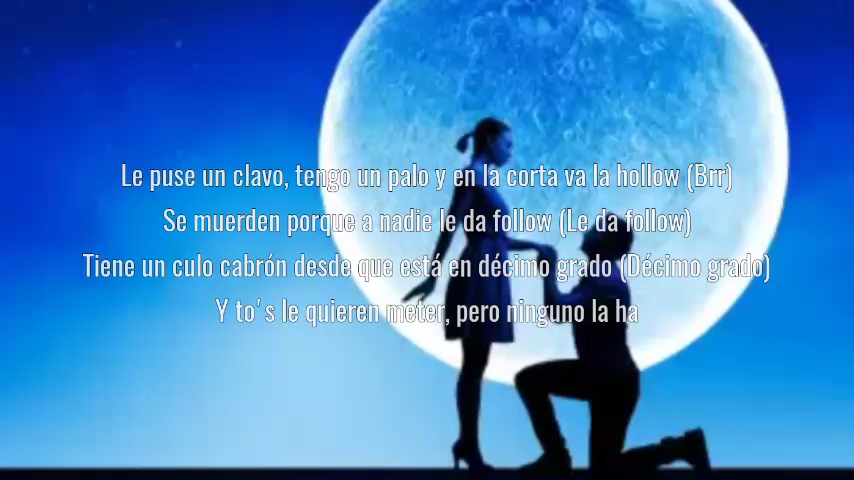 Le puse un clavo, tengo un palo y en la corta va la hollow (Brr)
Se muerden porque a nadie le da follow (Le da follow)
Tiene un culo cabrón desde que está en décimo grado (Décimo grado)
Y to's le quieren meter, pero ninguno la ha